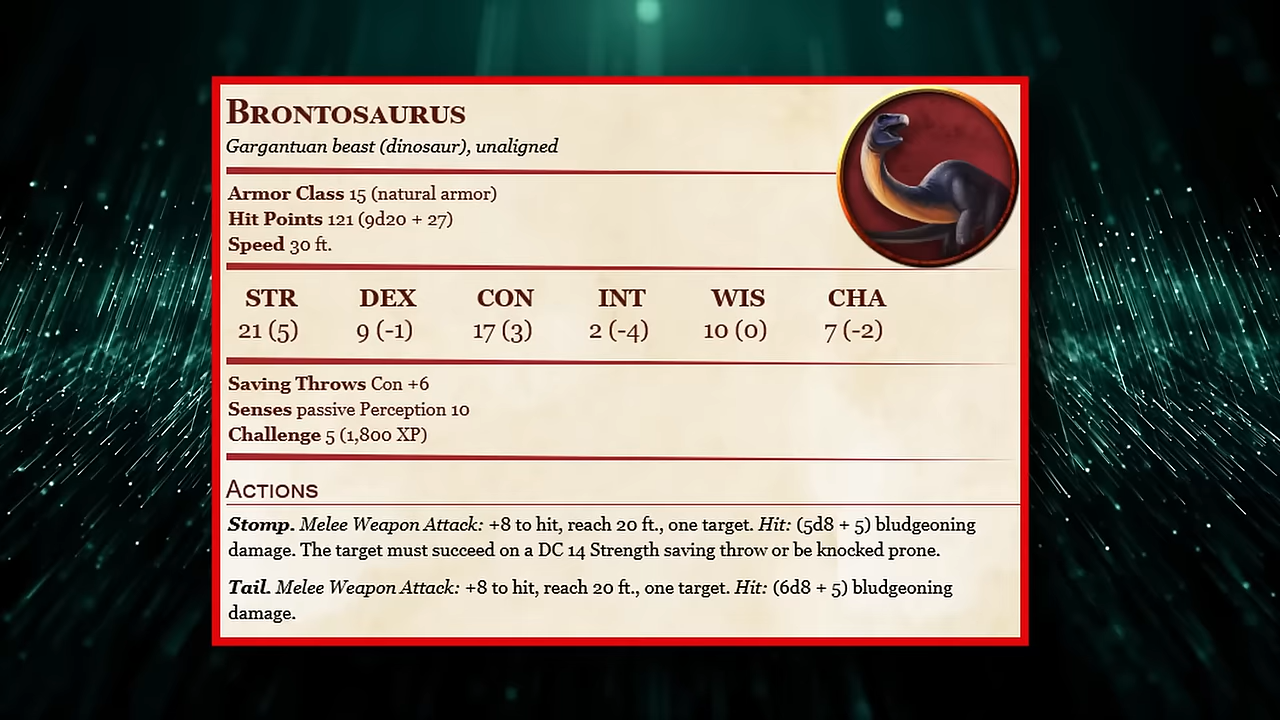 Brontosaurus
Gargantuan beast (dinosaur), unaligned
Armor Class 15 (natural armor)
Hit Points 121 (9d20 + 27)
Speed 30 ft.
STR DEX CON INT WIS CHA
21 (5) 9 (-1) 17 (3) 2 (-4) 10 (0) 7 (-2)
Saving Throws Con +6
Senses passive Perception 10
Challenge 5 (1,800 XP)
Actions
Stomp. Melee Weapon Attack: +8 to hit, reach 20 ft., one target. Hit: (5d8 + 5) bludgeoning
damage. The target must succeed on a DC 14 Strength saving throw or be knocked prone.
Tail. Melee Weapon Attack: +8 to hit, reach 20 ft., one target. Hit: (6d8 + 5) bludgeoning
damage.